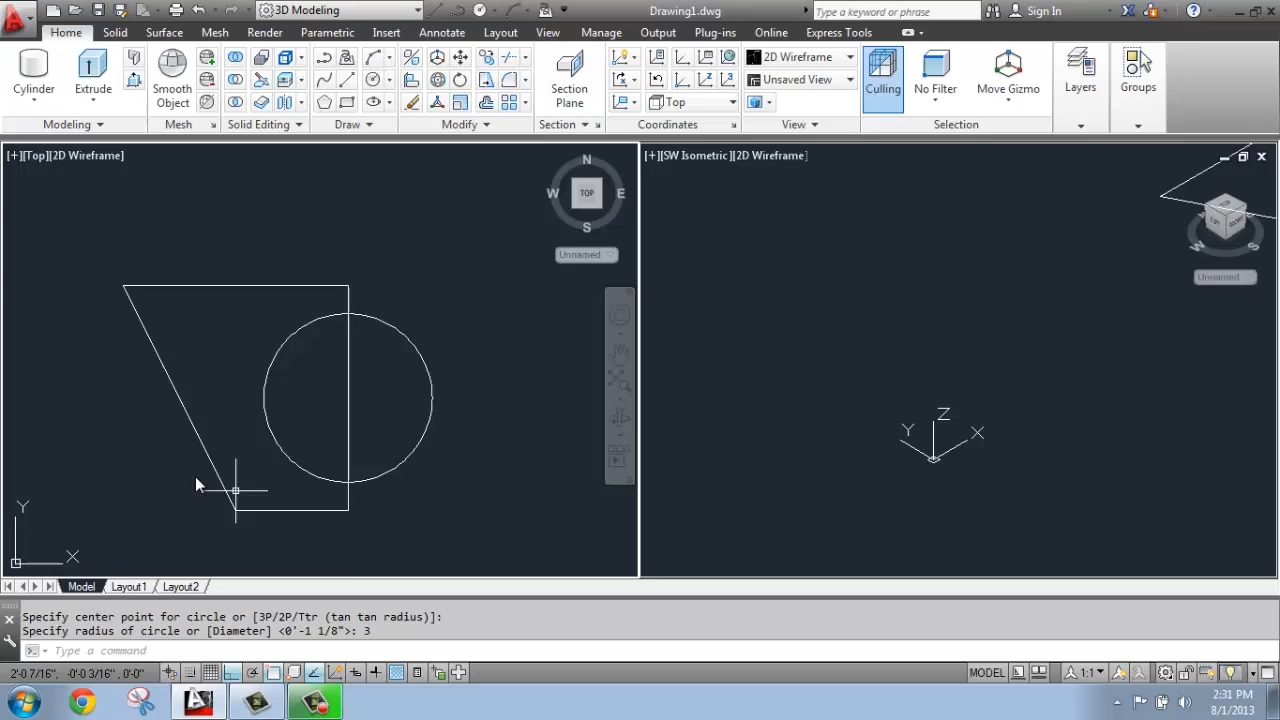 3D Modeling
Drawing1.dwg
Type a keyword or phrase
Sign In
Home
Solid
Surface
Mesh
Render
Parametric
Insert
Annotate
Layout
View
Manage
Output
Plug-ins
Online
Express Tools
Cylinder
Extrude
Smooth
Object
Section
Plane
2D Wireframe
Unsaved View
Top
Culling
No Filter
Move Gizmo
Layers
Groups
Modeling
Mesh
Solid Editing
Draw
Modify
Section
Coordinates
View
Selection
[+][Top][2D Wireframe]
N
W
TOP
E
S
Unnamed
[+][SW Isometric][2D Wireframe]
W
S
Unnamed
Y
X
Z
Y
X
Model
Layout1
Layout2
Specify center point for circle or [3P/2P/Ttr (tan tan radius)]:
Specify radius of circle or [Diameter] <0'-1 1/8">: 3
Type a command
2'-0 7/16", -0'-0 3/16", 0'-0"
MODEL
1:1
2:31 PM
8/1/2013